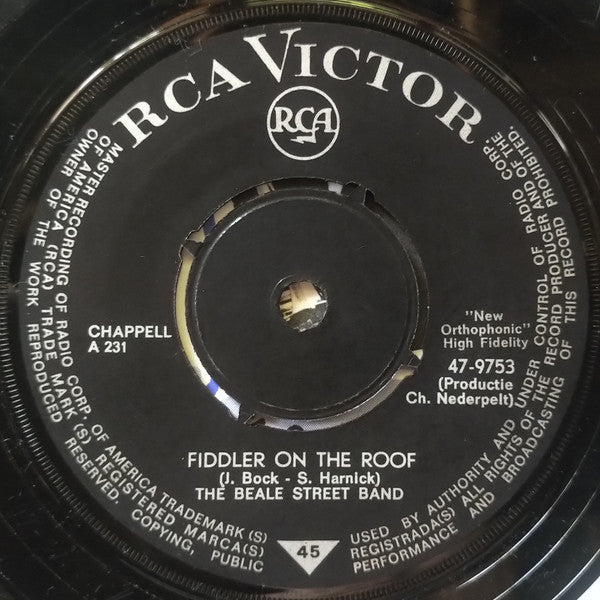 RCA VICTOR
RCA
CHAPPELL
A 231
"New
Orthophonic"
High Fidelity
47-9753
(Productie
Ch. Nederpelt)
FIDDLER ON THE ROOF
(J. Bock - S. Harnick)
THE BEALE STREET BAND
45
MASTER RECORDING OF RADIO CORP. OF AMERICA TRADEMARK (S)
OF AMERICA (RCA) TRADE MARK (S) REGISTERED MARCA(S)
OWNER OF THE WORK REPRODUCED RESERVED. COPYING, PUBLIC
USED BY AUTHORITY AND UNDER CONTROL OF RADIO CORP.
REGISTRADA(S) ALL RIGHTS OF THE RECORD PRODUCER AND OF THE
PERFORMANCE AND BROADCASTING OF THIS RECORD PROHIBITED.